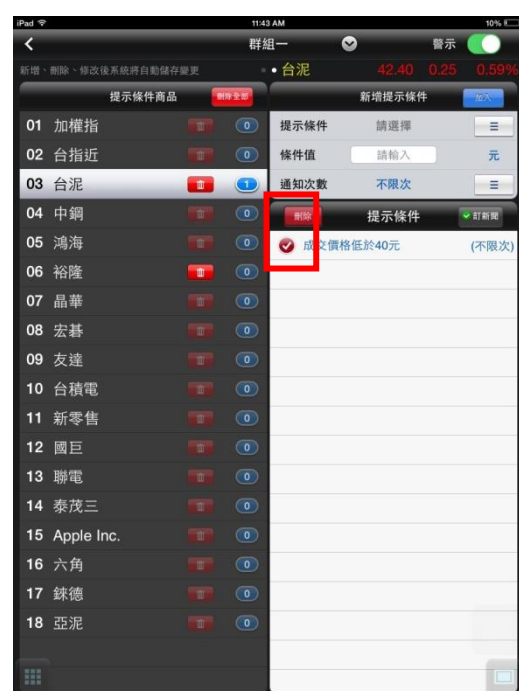 iPad 11:43 AM 10%
群組一 警示
新增、刪除、修改後系統將自動儲存變更
台泥 42.40 0.25 0.59%
提示條件商品 刪除全部
01 加權指 0
02 台指近 0
03 台泥 1
04 中鋼 0
05 鴻海 0
06 裕隆 0
07 晶華 0
08 宏碁 0
09 友達 0
10 台積電 0
11 新零售 0
12 國巨 0
13 聯電 0
14 泰茂三 0
15 Apple Inc. 0
16 六角 0
17 錸德 0
18 亞泥 0
新增提示條件 加入
提示條件 請選擇
條件值 請輸入 元
通知次數 不限次
刪除 提示條件 訂新聞
成交價格低於40元 (不限次)